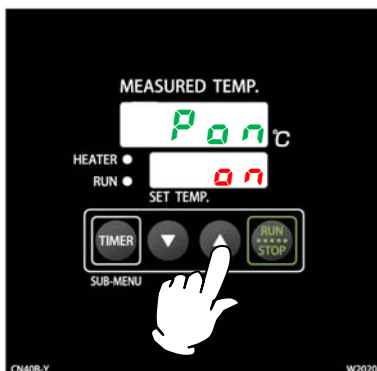 MEASURED TEMP.
Pon °C
HEATER
on
RUN
SET TEMP.
TIMER
RUN
STOP
SUB-MENU
CN40B-Y W2020